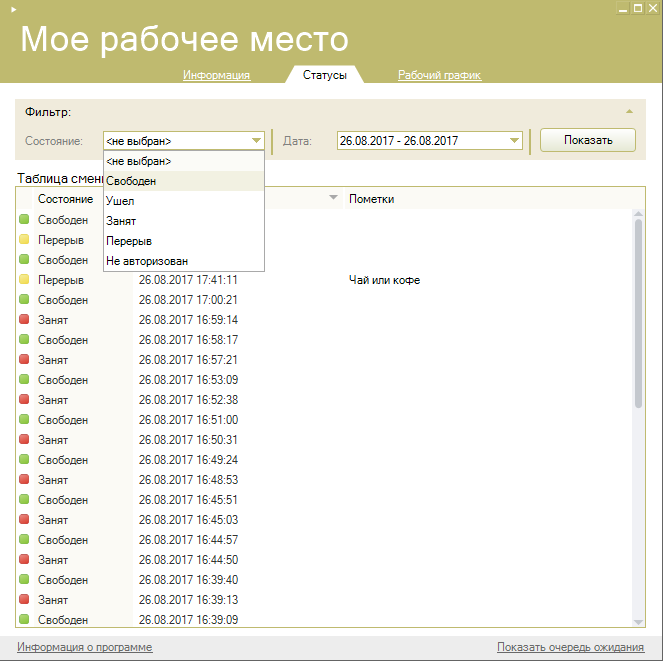 Мое рабочее место
Информация Статусы Рабочий график
Фильтр:
Состояние: <не выбран> Дата: 26.08.2017 - 26.08.2017 Показать
<не выбран>
Свободен
Ушел
Занят
Перерыв
Не авторизован
Таблица
Состояние Пометки
Свободен
Перерыв
Свободен
Перерыв 26.08.2017 17:41:11 Чай или кофе
Свободен 26.08.2017 17:00:21
Занят 26.08.2017 16:59:14
Свободен 26.08.2017 16:58:17
Занят 26.08.2017 16:57:21
Свободен 26.08.2017 16:53:09
Занят 26.08.2017 16:52:38
Свободен 26.08.2017 16:51:00
Занят 26.08.2017 16:50:31
Свободен 26.08.2017 16:49:24
Занят 26.08.2017 16:48:53
Свободен 26.08.2017 16:45:51
Занят 26.08.2017 16:45:03
Свободен 26.08.2017 16:44:57
Занят 26.08.2017 16:44:50
Свободен 26.08.2017 16:39:40
Занят 26.08.2017 16:39:13
Свободен 26.08.2017 16:39:09
Информация о программе Показать очередь ожидания